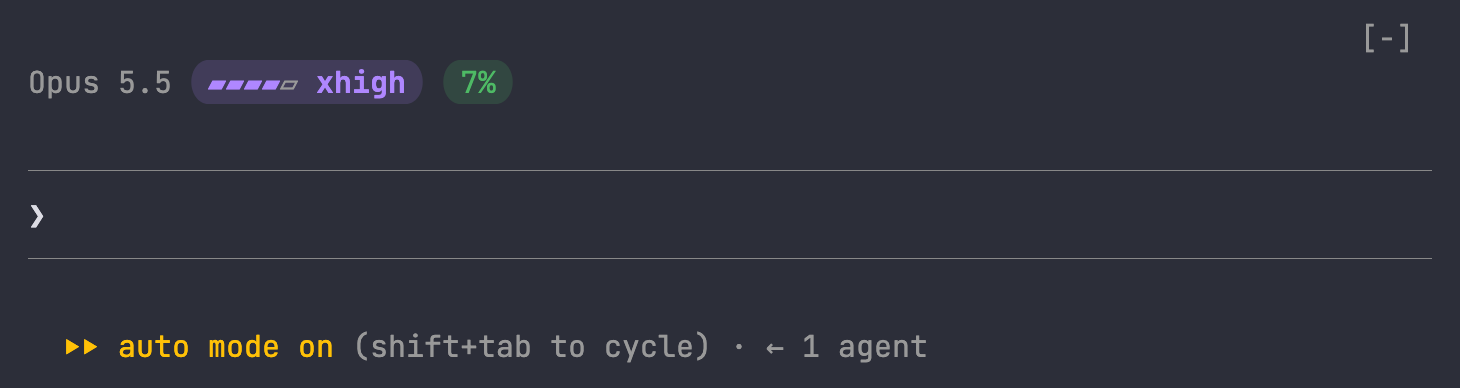 [-]
Opus 5.5 ▰▰▰▰▱ xhigh 7%
❯
▶▶ auto mode on (shift+tab to cycle) · ← 1 agent